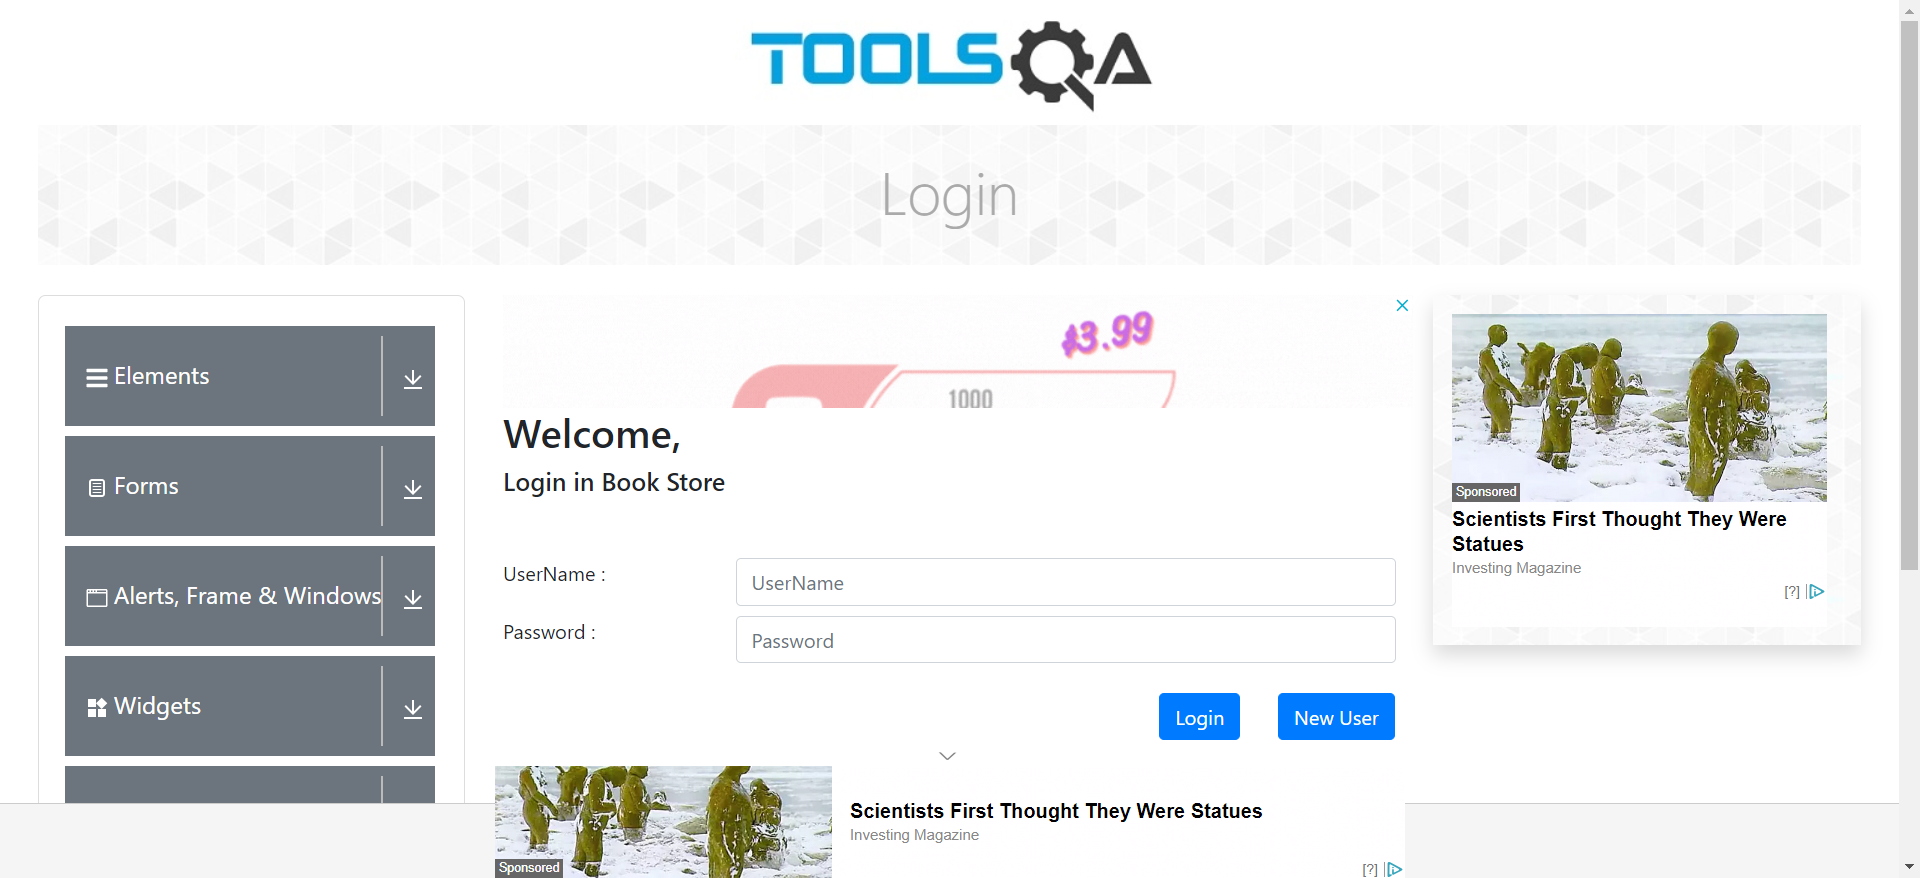 TOOLSQA
Login
Elements
Forms
Alerts, Frame & Windows
Widgets
$3.99
1000
Welcome,
Login in Book Store
UserName :
UserName
Password :
Password
Login
New User
Sponsored
Scientists First Thought They Were
Statues
Investing Magazine
[?]
Sponsored
Scientists First Thought They Were Statues
Investing Magazine
[?]